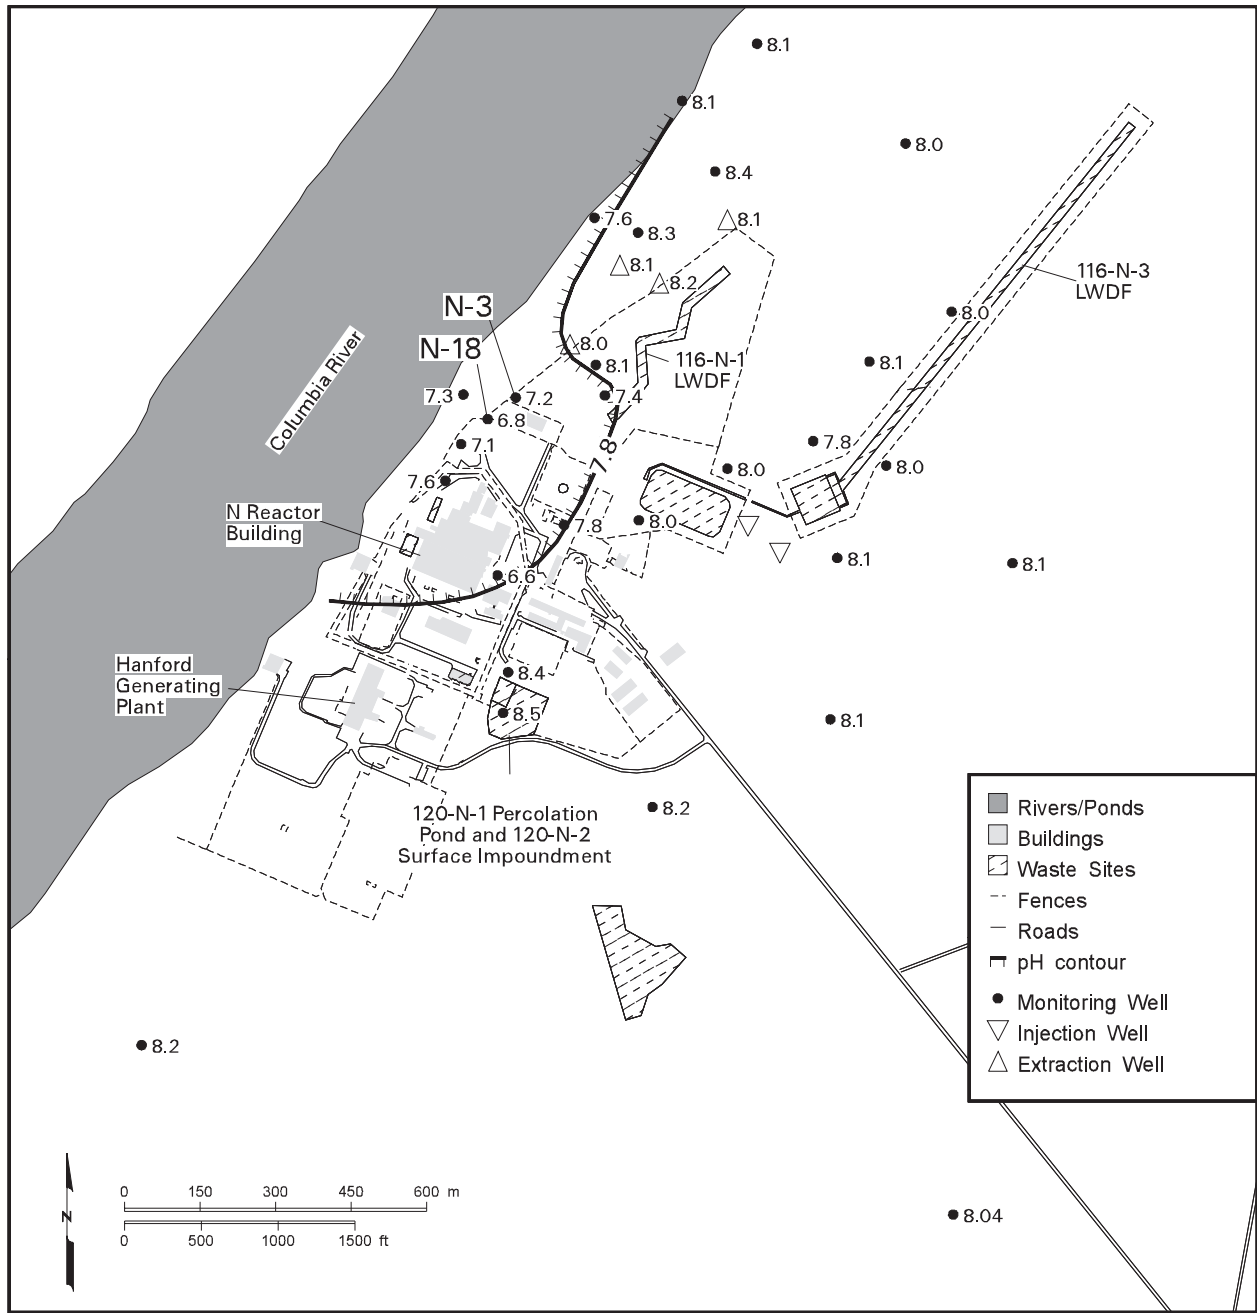 8.1
8.1
8.0
8.4
7.6
8.1
8.3
8.1
8.2
116-N-3
LWDF
N-3
8.0
N-18
8.0
8.1
116-N-1
LWDF
8.1
Columbia River
7.3
7.2
7.4
6.8
7.1
7.8
7.8
8.0
8.0
7.6
N Reactor
Building
7.8
8.0
8.1
8.1
6.6
Hanford
Generating
Plant
8.4
8.5
8.1
120-N-1 Percolation
Pond and 120-N-2
Surface Impoundment
8.2
Rivers/Ponds
Buildings
Waste Sites
Fences
Roads
pH contour
Monitoring Well
Injection Well
Extraction Well
8.2
N
0 150 300 450 600 m
0 500 1000 1500 ft
8.04